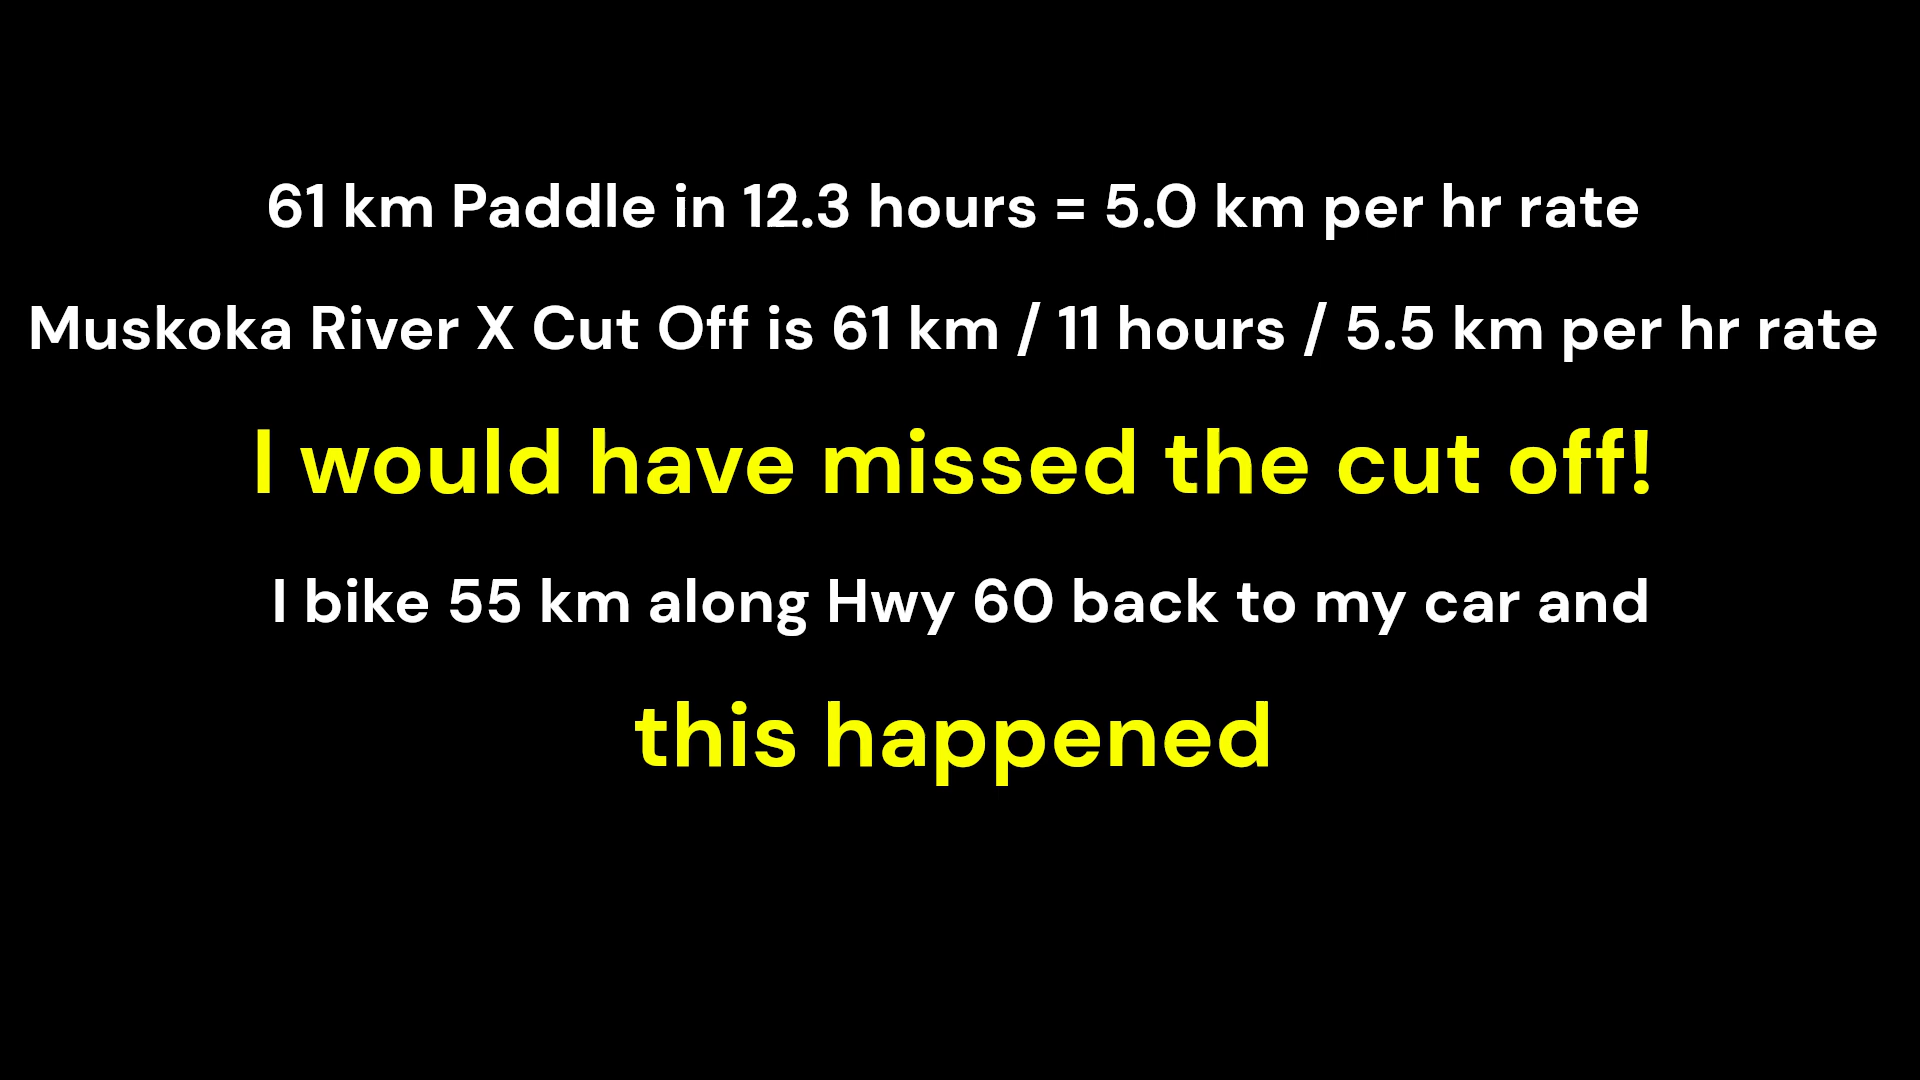 61 km Paddle in 12.3 hours = 5.0 km per hr rate
Muskoka River X Cut Off is 61 km / 11 hours / 5.5 km per hr rate
I would have missed the cut off!
I bike 55 km along Hwy 60 back to my car and
this happened